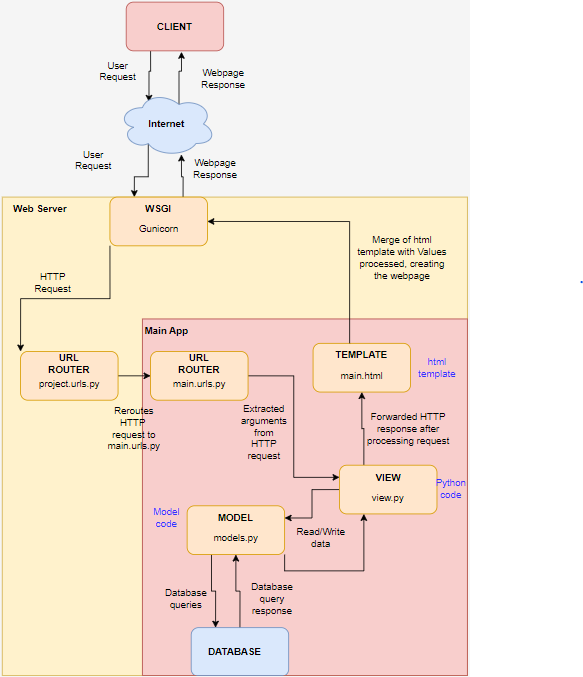 CLIENT
User
Request
Webpage
Response
Internet
User
Request
Webpage
Response
Web Server
WSGI
Gunicorn
Merge of html
template with Values
processed, creating
the webpage
HTTP
Request
Main App
URL
ROUTER
project.urls.py
URL
ROUTER
main.urls.py
TEMPLATE
main.html
html
template
Reroutes
HTTP
request to
main.urls.py
Extracted
arguments
from
HTTP
request
Forwarded HTTP
response after
processing request
VIEW
view.py
Python
code
Model
code
MODEL
models.py
Read/Write
data
Database
queries
Database
query
response
DATABASE